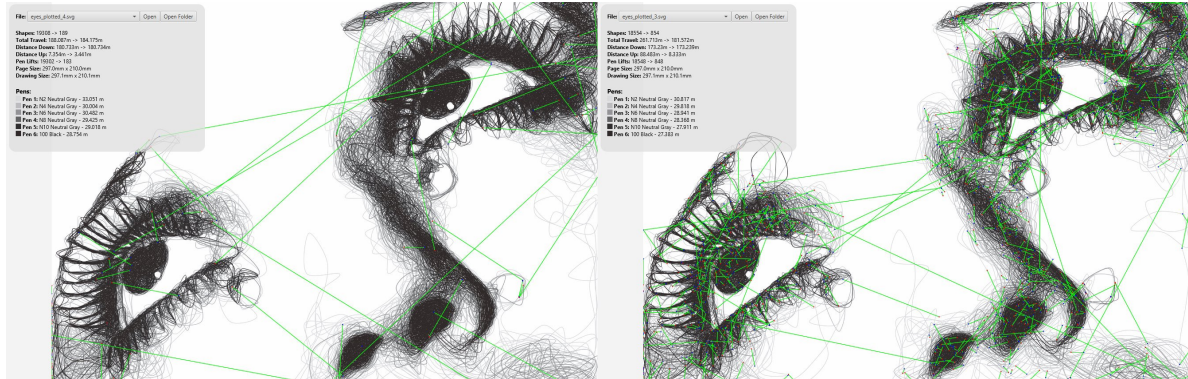 File: eyes_plotted_4.svg Open Open Folder
Shapes: 19308 -> 189
Total Travel: 188.087m -> 184.175m
Distance Down: 180.733m -> 180.734m
Distance Up: 7.354m -> 3.441m
Pen Lifts: 19302 -> 183
Page Size: 297.0mm x 210.0mm
Drawing Size: 297.1mm x 210.1mm
Pens:
Pen 1: N2 Neutral Gray - 33.051 m
Pen 2: N4 Neutral Gray - 30.004 m
Pen 3: N6 Neutral Gray - 30.482 m
Pen 4: N8 Neutral Gray - 29.425 m
Pen 5: N10 Neutral Gray - 29.018 m
Pen 6: 100 Black - 28.754 m
File: eyes_plotted_3.svg Open Open Folder
Shapes: 18554 -> 854
Total Travel: 261.713m -> 181.572m
Distance Down: 173.23m -> 173.239m
Distance Up: 88.483m -> 8.333m
Pen Lifts: 18548 -> 848
Page Size: 297.0mm x 210.0mm
Drawing Size: 297.1mm x 210.1mm
Pens:
Pen 1: N2 Neutral Gray - 30.817 m
Pen 2: N4 Neutral Gray - 29.818 m
Pen 3: N6 Neutral Gray - 28.941 m
Pen 4: N8 Neutral Gray - 28.368 m
Pen 5: N10 Neutral Gray - 27.911 m
Pen 6: 100 Black - 27.383 m